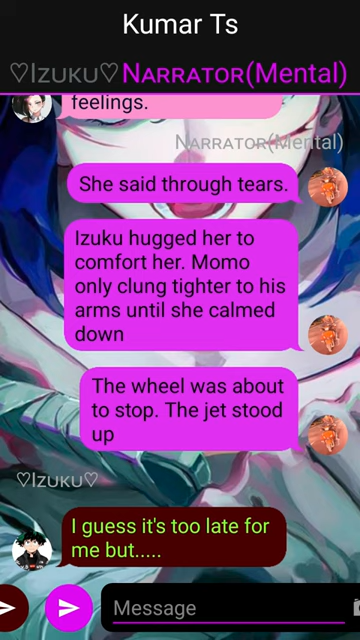 Kumar Ts
♡Izuku♡ Narrator(Mental)
feelings.
Narrator(Mental)
She said through tears.
Izuku hugged her to
comfort her. Momo
only clung tighter to his
arms until she calmed
down
The wheel was about
to stop. The jet stood
up
♡Izuku♡
I guess it's too late for
me but.....
Message